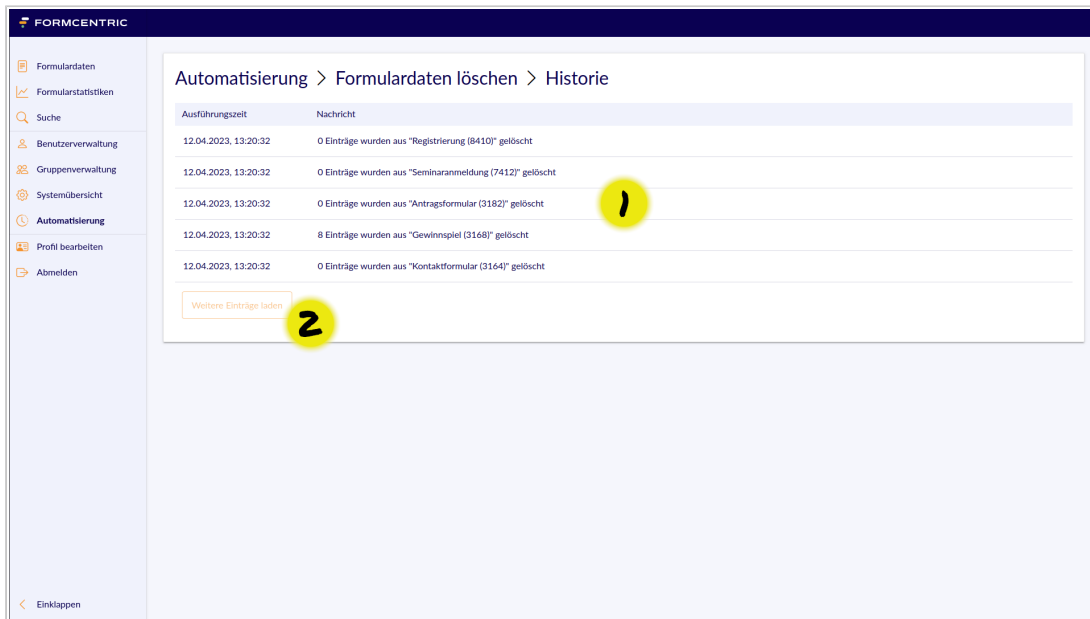 FORMCENTRIC
Formulardaten
Formularstatistiken
Suche
Benutzerverwaltung
Gruppenverwaltung
Systemübersicht
Automatisierung
Profil bearbeiten
Abmelden
Einklappen
Automatisierung > Formulardaten löschen > Historie
Ausführungszeit Nachricht
12.04.2023, 13:20:32 0 Einträge wurden aus "Registrierung (8410)" gelöscht
12.04.2023, 13:20:32 0 Einträge wurden aus "Seminaranmeldung (7412)" gelöscht
12.04.2023, 13:20:32 0 Einträge wurden aus "Antragsformular (3182)" gelöscht
1
12.04.2023, 13:20:32 8 Einträge wurden aus "Gewinnspiel (3168)" gelöscht
12.04.2023, 13:20:32 0 Einträge wurden aus "Kontaktformular (3164)" gelöscht
Weitere Einträge laden
2